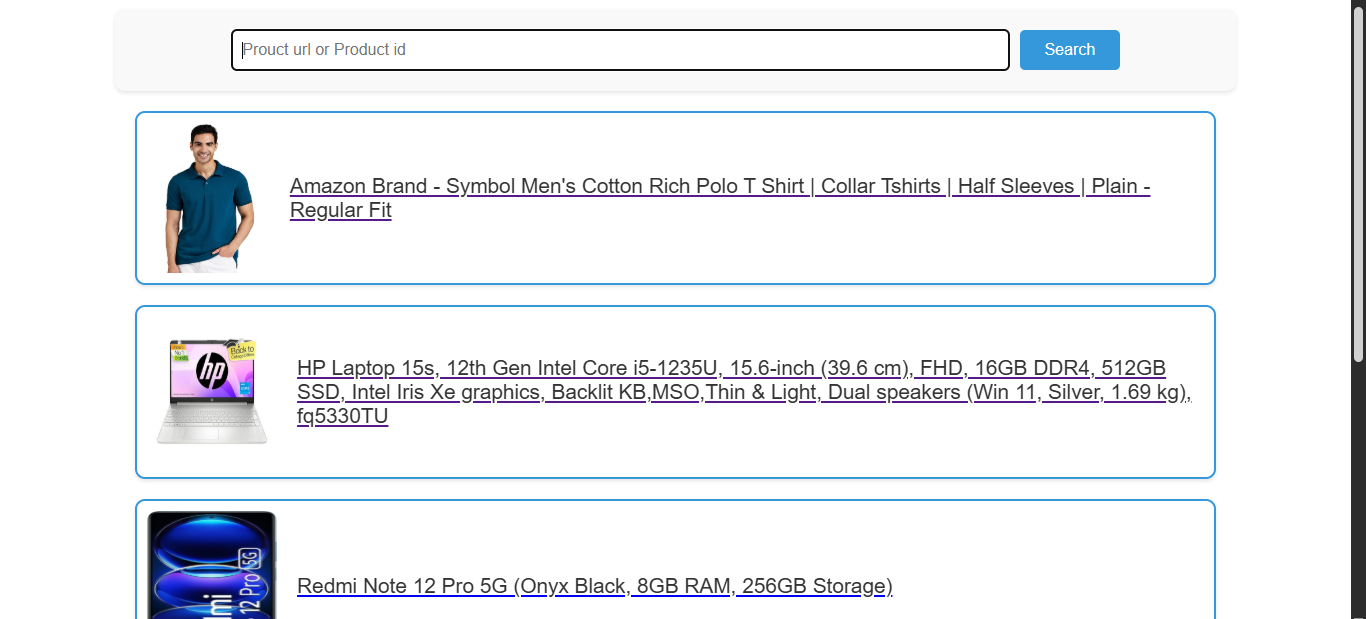 Prouct url or Product id
Search
Amazon Brand - Symbol Men's Cotton Rich Polo T Shirt | Collar Tshirts | Half Sleeves | Plain -
Regular Fit
hp
Back to
HP Laptop 15s, 12th Gen Intel Core i5-1235U, 15.6-inch (39.6 cm), FHD, 16GB DDR4, 512GB
SSD, Intel Iris Xe graphics, Backlit KB,MSO,Thin & Light, Dual speakers (Win 11, Silver, 1.69 kg),
fq5330TU
12 Pro 5G
Redmi Note 12 Pro 5G (Onyx Black, 8GB RAM, 256GB Storage)